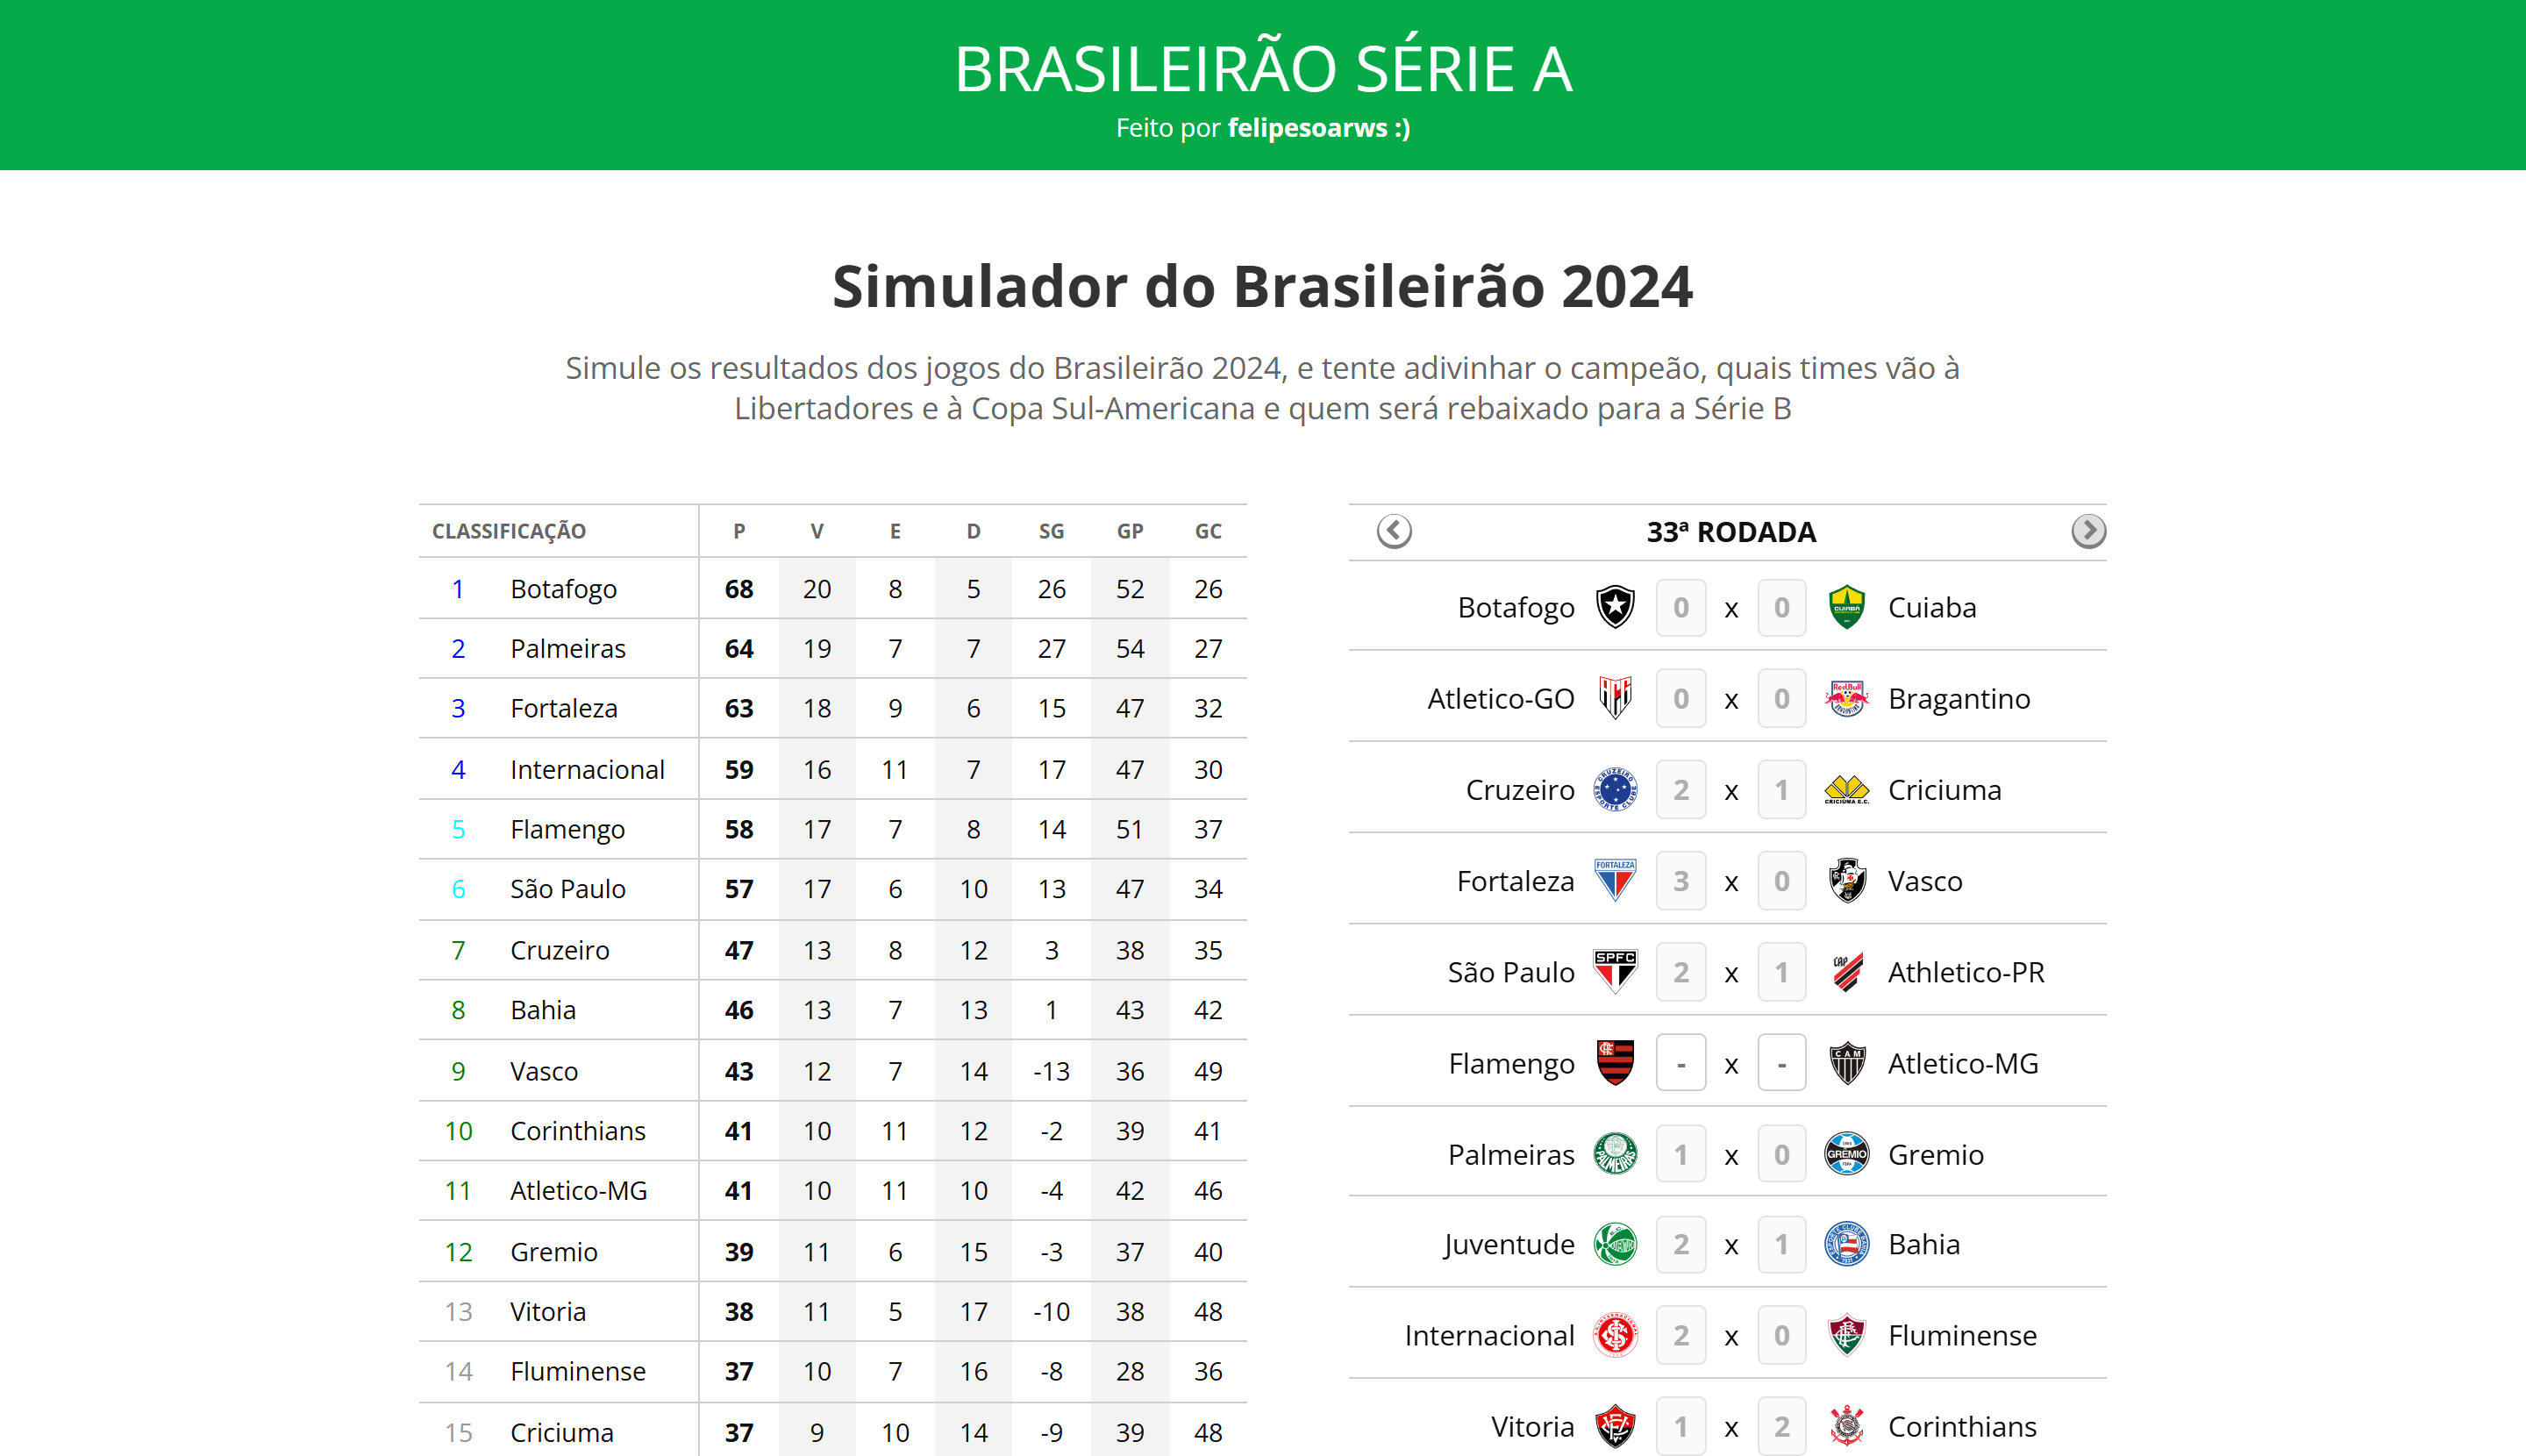 BRASILEIRÃO SÉRIE A
Feito por felipesoarws :)
Simulador do Brasileirão 2024
Simule os resultados dos jogos do Brasileirão 2024, e tente adivinhar o campeão, quais times vão à
Libertadores e à Copa Sul-Americana e quem será rebaixado para a Série B
CLASSIFICAÇÃO P V E D SG GP GC
1 Botafogo 68 20 8 5 26 52 26
2 Palmeiras 64 19 7 7 27 54 27
3 Fortaleza 63 18 9 6 15 47 32
4 Internacional 59 16 11 7 17 47 30
5 Flamengo 58 17 7 8 14 51 37
6 São Paulo 57 17 6 10 13 47 34
7 Cruzeiro 47 13 8 12 3 38 35
8 Bahia 46 13 7 13 1 43 42
9 Vasco 43 12 7 14 -13 36 49
10 Corinthians 41 10 11 12 -2 39 41
11 Atletico-MG 41 10 11 10 -4 42 46
12 Gremio 39 11 6 15 -3 37 40
13 Vitoria 38 11 5 17 -10 38 48
14 Fluminense 37 10 7 16 -8 28 36
15 Criciuma 37 9 10 14 -9 39 48
33ª RODADA
Botafogo 0 x 0 Cuiaba
Atletico-GO 0 x 0 Bragantino
Cruzeiro 2 x 1 Criciuma
Fortaleza 3 x 0 Vasco
São Paulo 2 x 1 Athletico-PR
Flamengo - x - Atletico-MG
Palmeiras 1 x 0 Gremio
Juventude 2 x 1 Bahia
Internacional 2 x 0 Fluminense
Vitoria 1 x 2 Corinthians